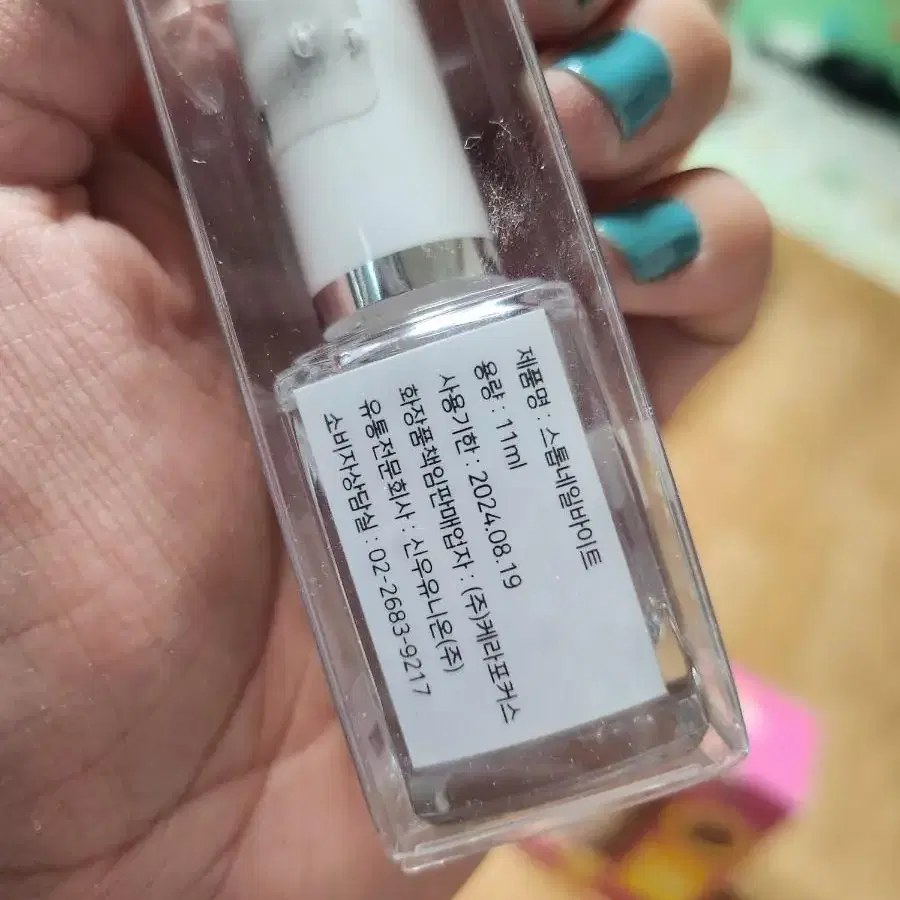 제품명 : 스톱네일바이트
용량 : 11ml
사용기한 : 2024.08.19
화장품책임판매업자 : (주)케라포커스
유통전문회사 : 신우유니온(주)
소비자상담실 : 02-2683-9217